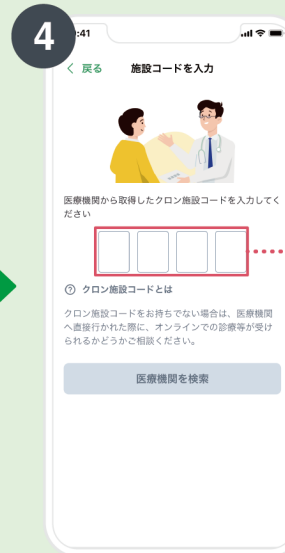 4
:41
戻る 施設コードを入力
医療機関から取得したクロン施設コードを入力してく
ださい
? クロン施設コードとは
クロン施設コードをお持ちでない場合は、医療機関
へ直接行かれた際に、オンラインでの診療等が受け
られるかどうかご相談ください。
医療機関を検索